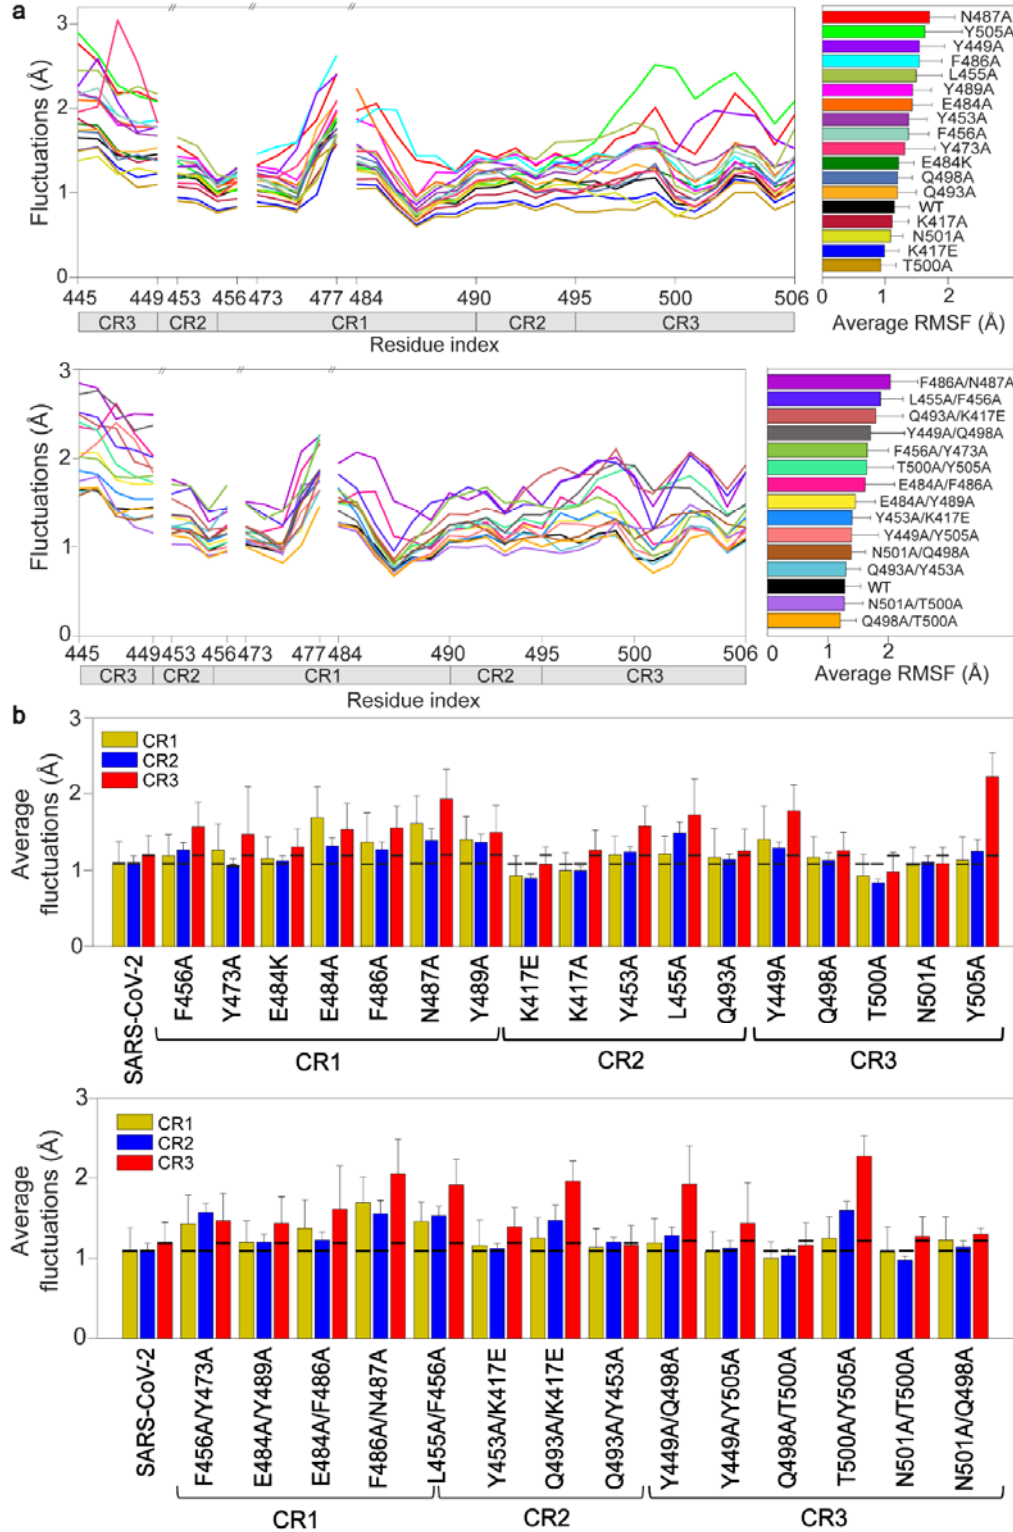 a
Fluctuations (Å)
3
2
1
0
445 449 453 456 473 477 484 490 495 500 506
CR3 CR2 CR1 CR2 CR3
Residue index
N487A
Y505A
Y449A
F486A
L455A
Y489A
E484A
Y453A
F456A
Y473A
E484K
Q498A
Q493A
WT
K417A
N501A
K417E
T500A
0 1 2
Average RMSF (Å)
Fluctuations (Å)
3
2
1
0
445 449 453 456 473 477 484 490 495 500 506
CR3 CR2 CR1 CR2 CR3
Residue index
F486A/N487A
L455A/F456A
Q493A/K417E
Y449A/Q498A
F456A/Y473A
T500A/Y505A
E484A/F486A
E484A/Y489A
Y453A/K417E
Y449A/Y505A
N501A/Q498A
Q493A/Y453A
WT
N501A/T500A
Q498A/T500A
0 1 2
Average RMSF (Å)
b
Average
fluctuations (Å)
3
2
1
0
CR1
CR2
CR3
SARS-CoV-2 F456A Y473A E484K E484A F486A N487A Y489A K417E K417A Y453A L455A Q493A Y449A Q498A T500A N501A Y505A
CR1 CR2 CR3
Average
fluctuations (Å)
3
2
1
0
CR1
CR2
CR3
SARS-CoV-2 F456A/Y473A E484A/Y489A E484A/F486A F486A/N487A L455A/F456A Y453A/K417E Q493A/K417E Q493A/Y453A Y449A/Q498A Y449A/Y505A Q498A/T500A T500A/Y505A N501A/T500A N501A/Q498A
CR1 CR2 CR3